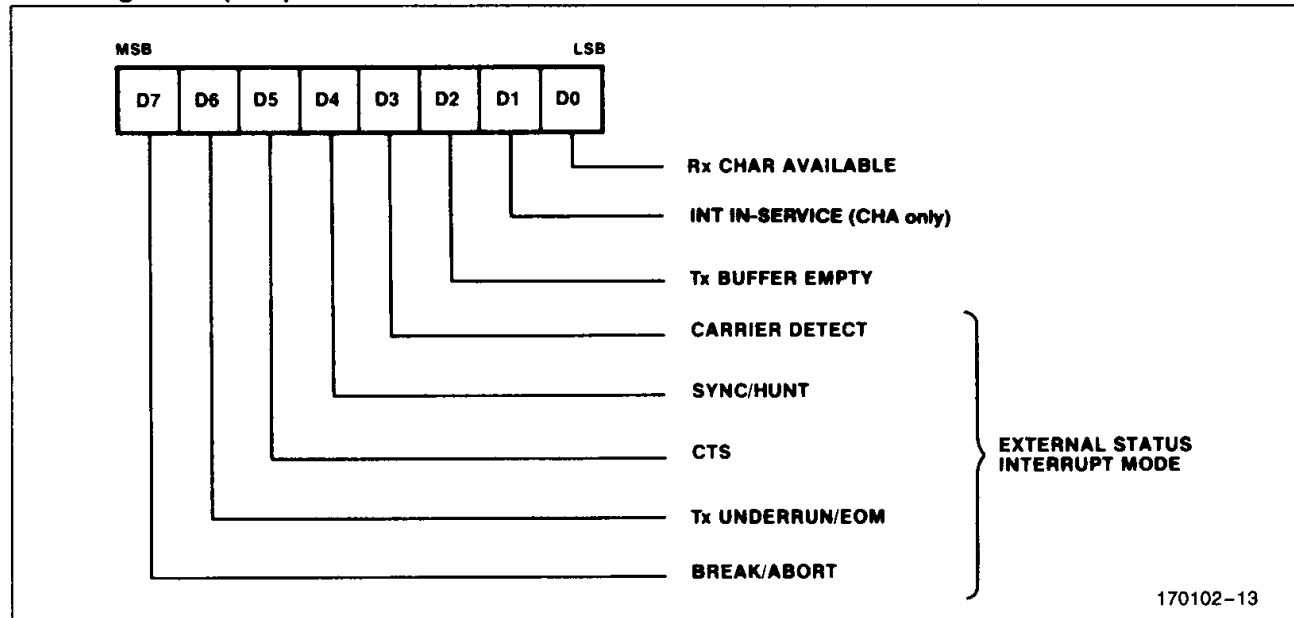 MSB LSB
D7 D6 D5 D4 D3 D2 D1 D0
Rx CHAR AVAILABLE
INT IN-SERVICE (CHA only)
Tx BUFFER EMPTY
CARRIER DETECT
SYNC/HUNT
CTS
EXTERNAL STATUS
INTERRUPT MODE
Tx UNDERRUN/EOM
BREAK/ABORT
170102-13